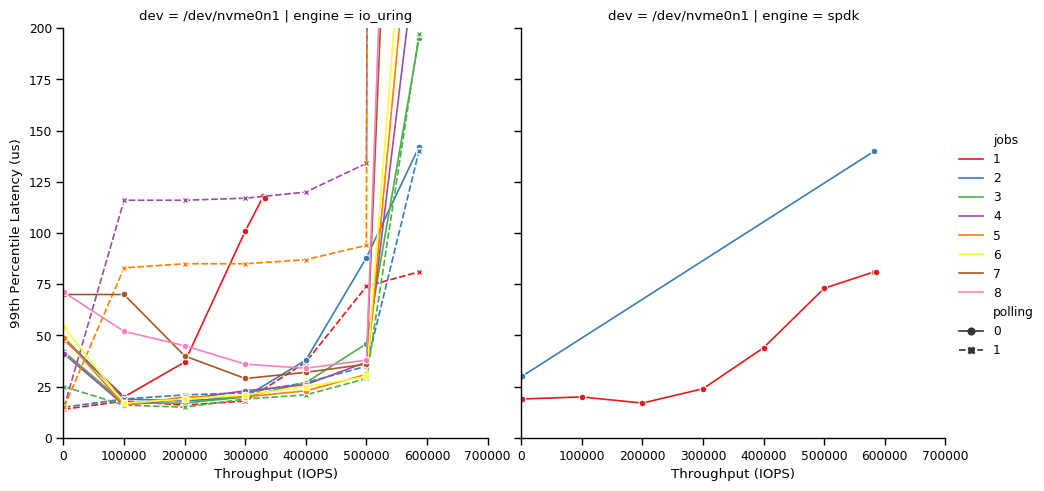 dev = /dev/nvme0n1 | engine = io_uring
dev = /dev/nvme0n1 | engine = spdk
99th Percentile Latency (us)
200
175
150
125
100
75
50
25
0
0 100000 200000 300000 400000 500000 600000 700000
0 100000 200000 300000 400000 500000 600000 700000
Throughput (IOPS)
Throughput (IOPS)
jobs
1
2
3
4
5
6
7
8
polling
0
1